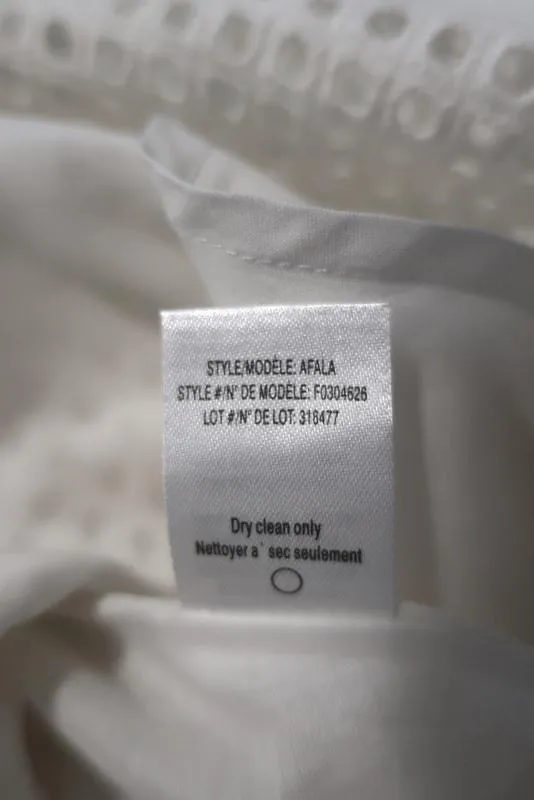 STYLE/MODÈLE: AFALA
STYLE #/N° DE MODÈLE: F0304626
LOT #/N° DE LOT: 318477
Dry clean only
Nettoyer a` sec seulement